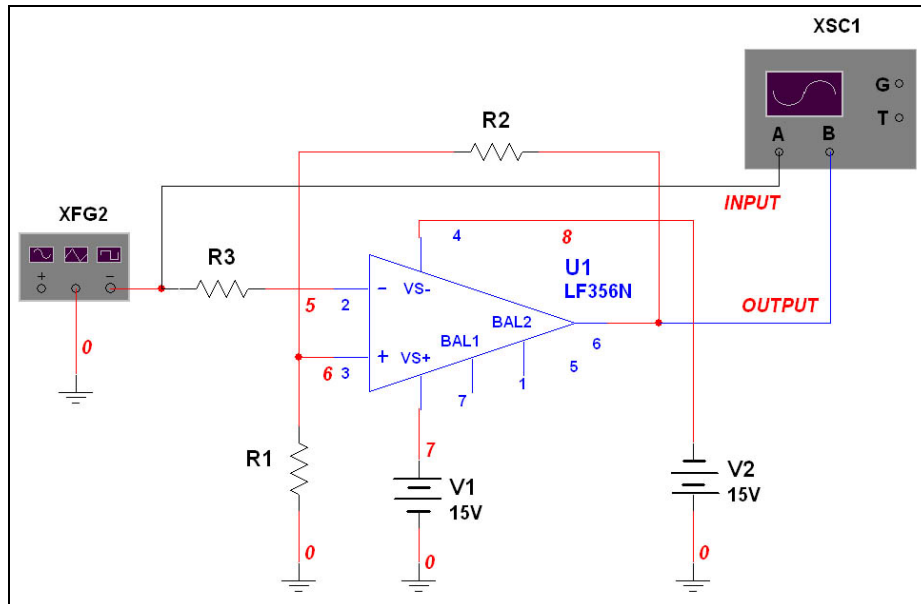 XSC1
G
T
A B
R2
INPUT
XFG2
+ −
R3
4
8
U1
LF356N
− VS-
5 2
OUTPUT
BAL2
BAL1
6
+ VS+
6 3
5
1
7
0
R1
7
V1
15V
V2
15V
0
0
0